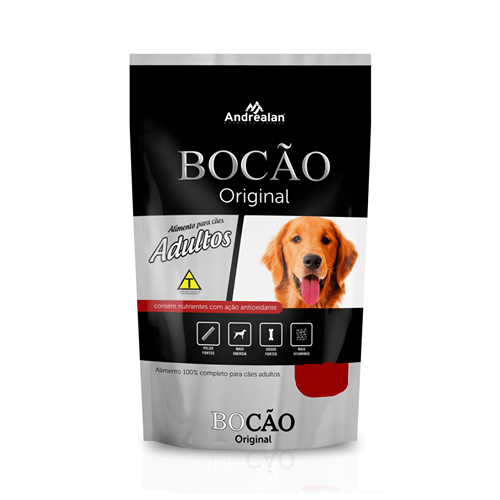 Andrealan
BOCÃO
Original
Alimento para cães
Adultos
T
contém nutrientes com ação antioxidante
PELOS
FORTES
MAIS
ENERGIA
OSSOS
FORTES
MAIS
VITAMINAS
Alimento 100% completo para cães adultos
BOCÃO
Original